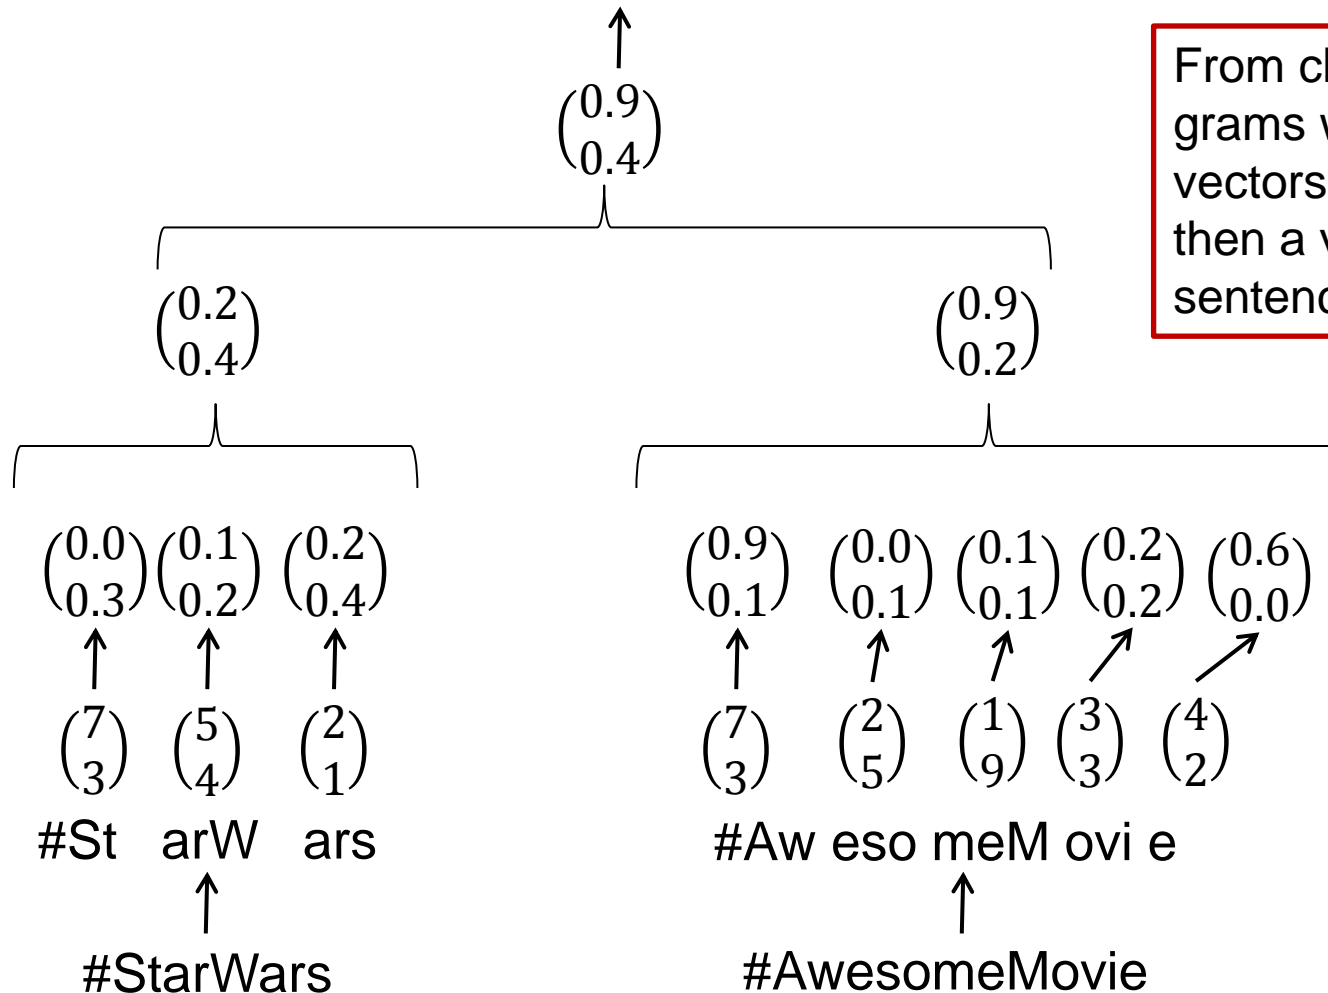 From
grams
vectors
then a
0.9
0.4
0.2
0.4
0.9
0.2
0.0 0.1 0.2 0.9 0.0 0.1 0.2 0.6
0.3 0.2 0.4 0.1 0.1 0.1 0.2 0.0
7 5 2 7 2 1 3 4
3 4 1 3 5 9 3 2
#St arW ars #Aw eso meM ovi e
#StarWars #AwesomeMovie